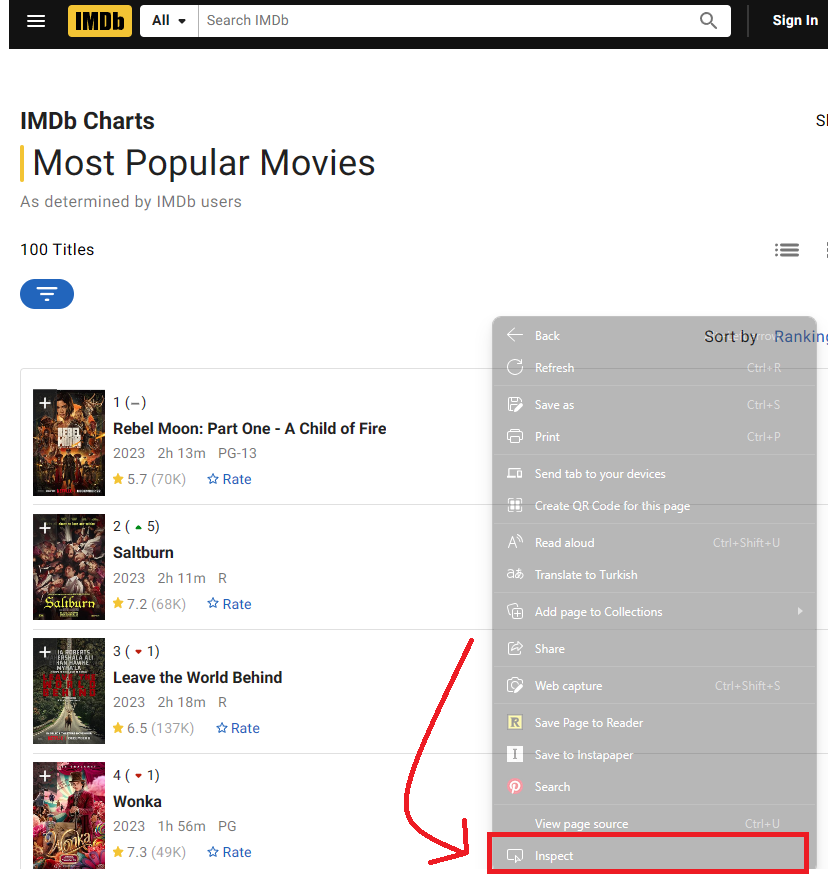 IMDb All Search IMDb Sign In
IMDb Charts
Most Popular Movies
As determined by IMDb users
100 Titles
Sort by Ranking
1 (–)
Rebel Moon: Part One - A Child of Fire
2023 2h 13m PG-13
5.7 (70K) Rate
2 ( 5)
Saltburn
2023 2h 11m R
7.2 (68K) Rate
Saltburn
3 ( 1)
Leave the World Behind
2023 2h 18m R
6.5 (137K) Rate
4 ( 1)
Wonka
2023 1h 56m PG
7.3 (49K) Rate
Wonka
Back
Refresh Ctrl+R
Save as Ctrl+S
Print Ctrl+P
Send tab to your devices
Create QR Code for this page
Read aloud Ctrl+Shift+U
Translate to Turkish
Add page to Collections
Share
Web capture Ctrl+Shift+S
Save Page to Reader
Save to Instapaper
Search
View page source Ctrl+U
Inspect